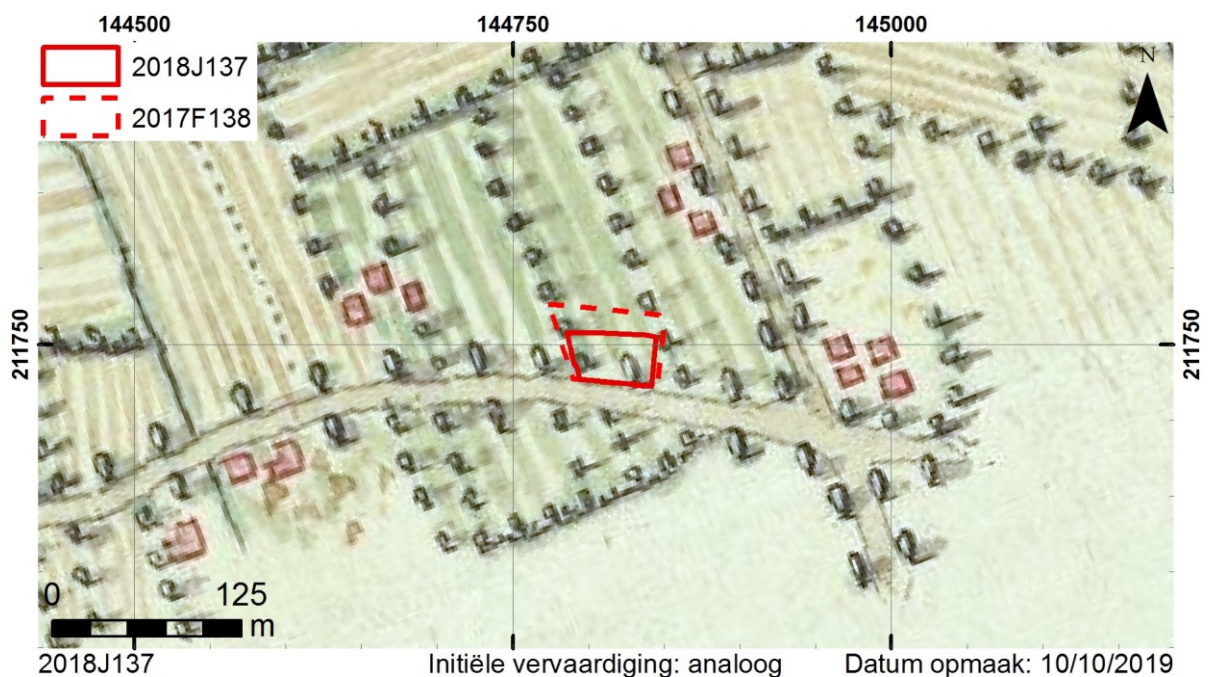 144500 144750 145000
2018J137
2017F138
N
211750 211750
0 125
m
2018J137 Initiële vervaardiging: analoog Datum opmaak: 10/10/2019